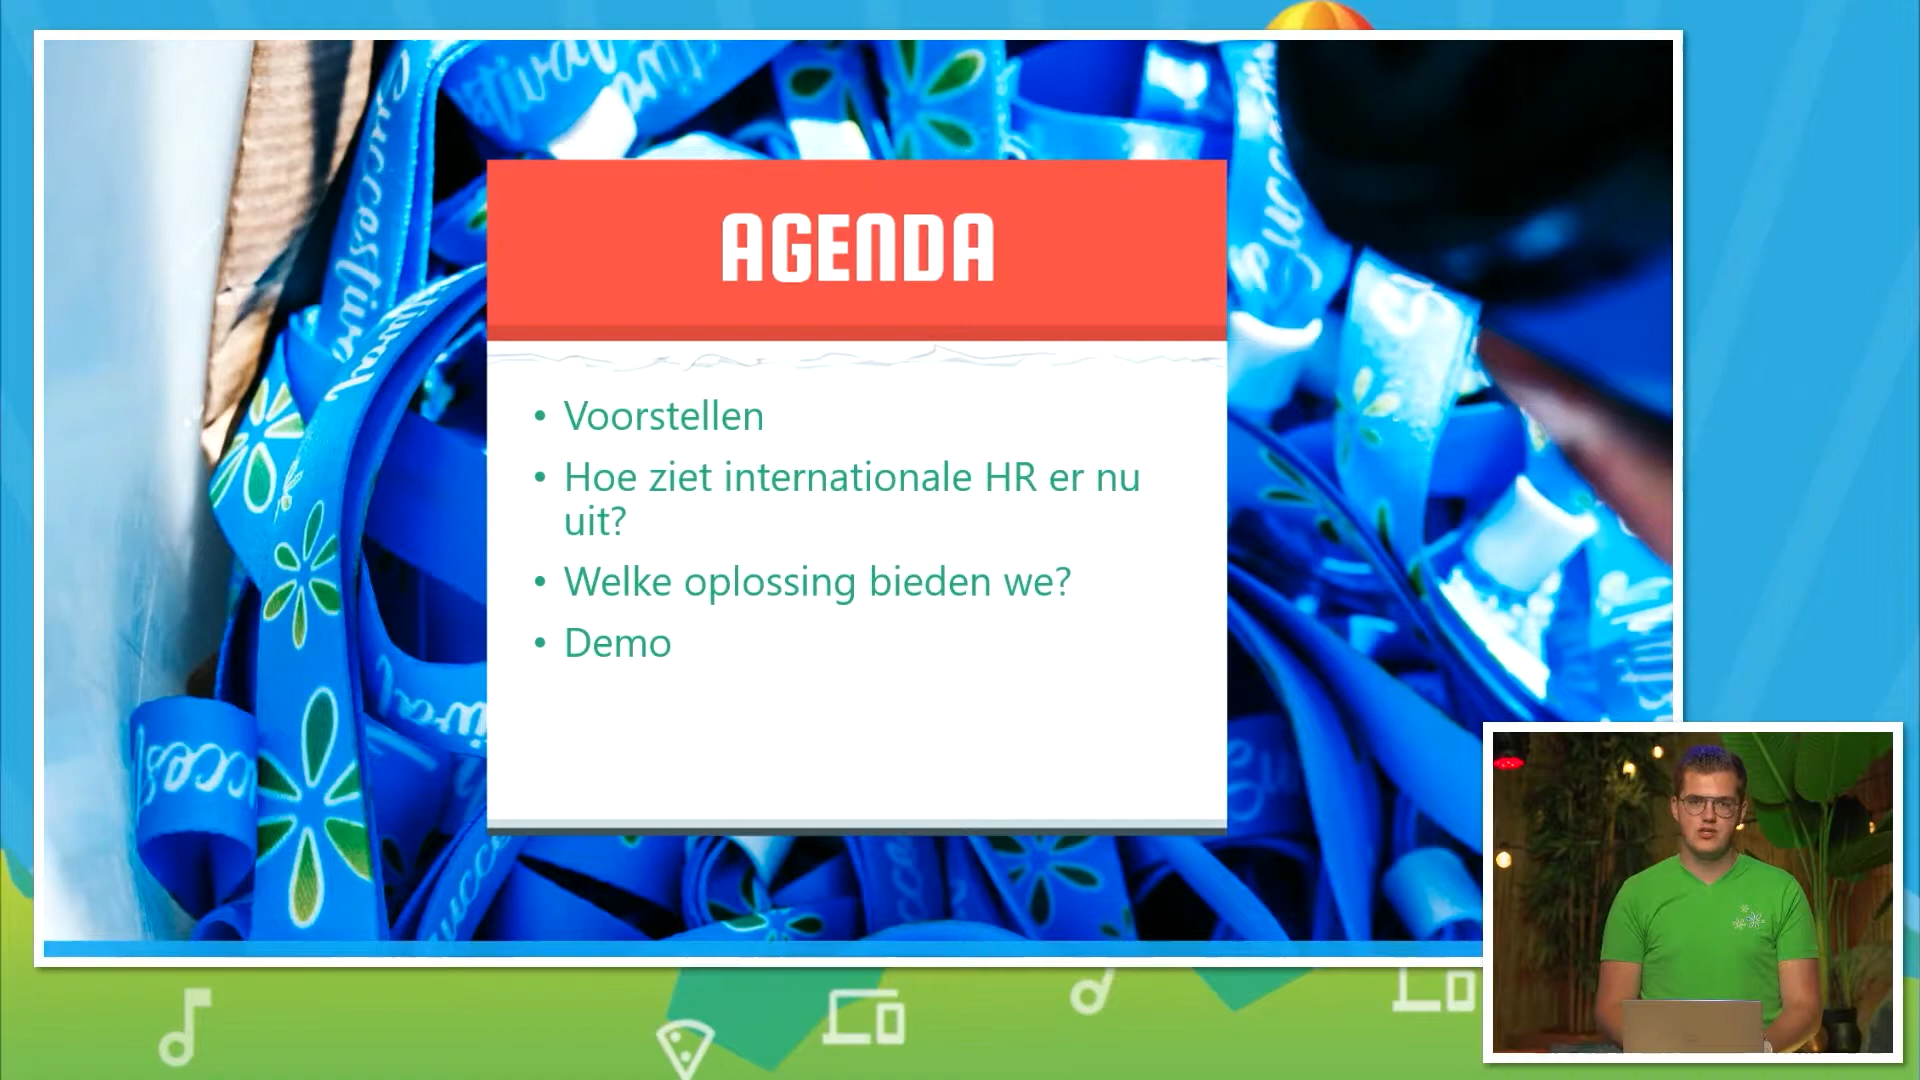 AGENDA
• Voorstellen
• Hoe ziet internationale HR er nu
uit?
• Welke oplossing bieden we?
• Demo